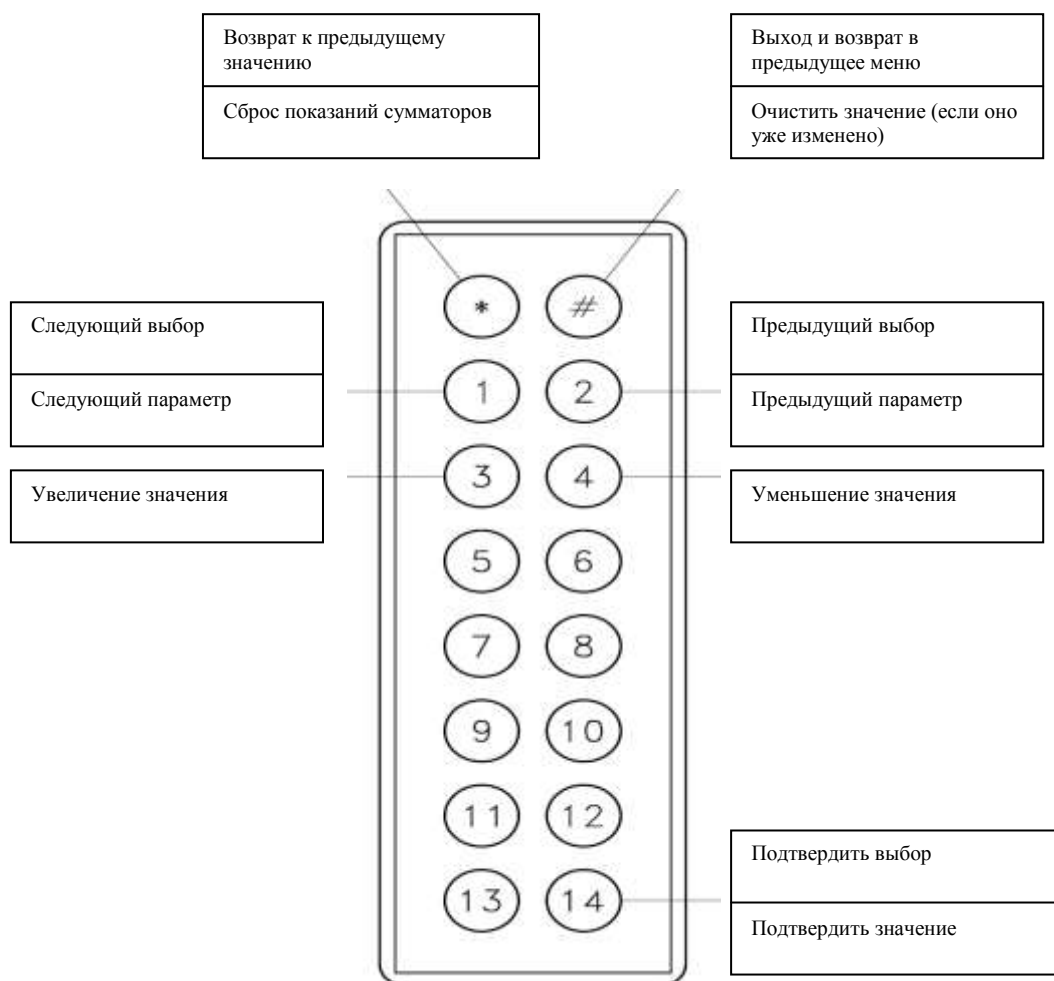 Возврат к предыдущему
значению
Сброс показаний сумматоров
Выход и возврат в
предыдущее меню
Очистить значение (если оно
уже изменено)
* #
Следующий выбор
Следующий параметр
Предыдущий выбор
Предыдущий параметр
1 2
Увеличение значения
3 4
Уменьшение значения
5 6
7 8
9 10
11 12
13 14
Подтвердить выбор
Подтвердить значение